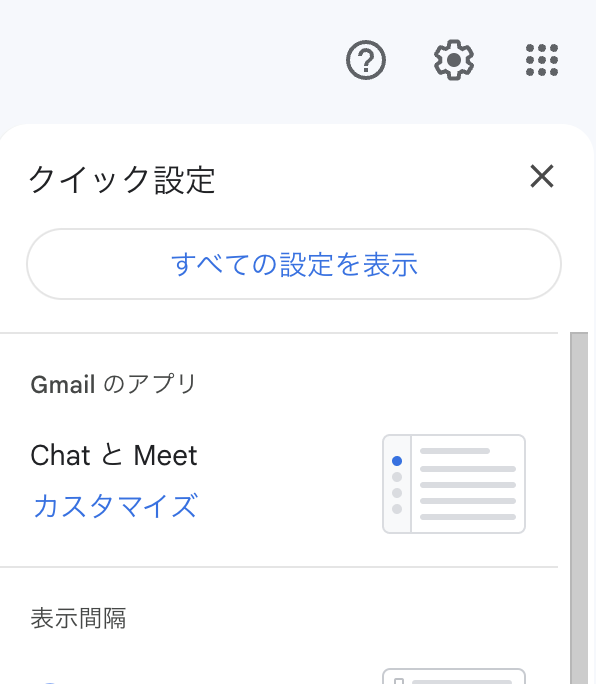 クイック設定
すべての設定を表示
Gmail のアプリ
Chat と Meet
カスタマイズ
表示間隔